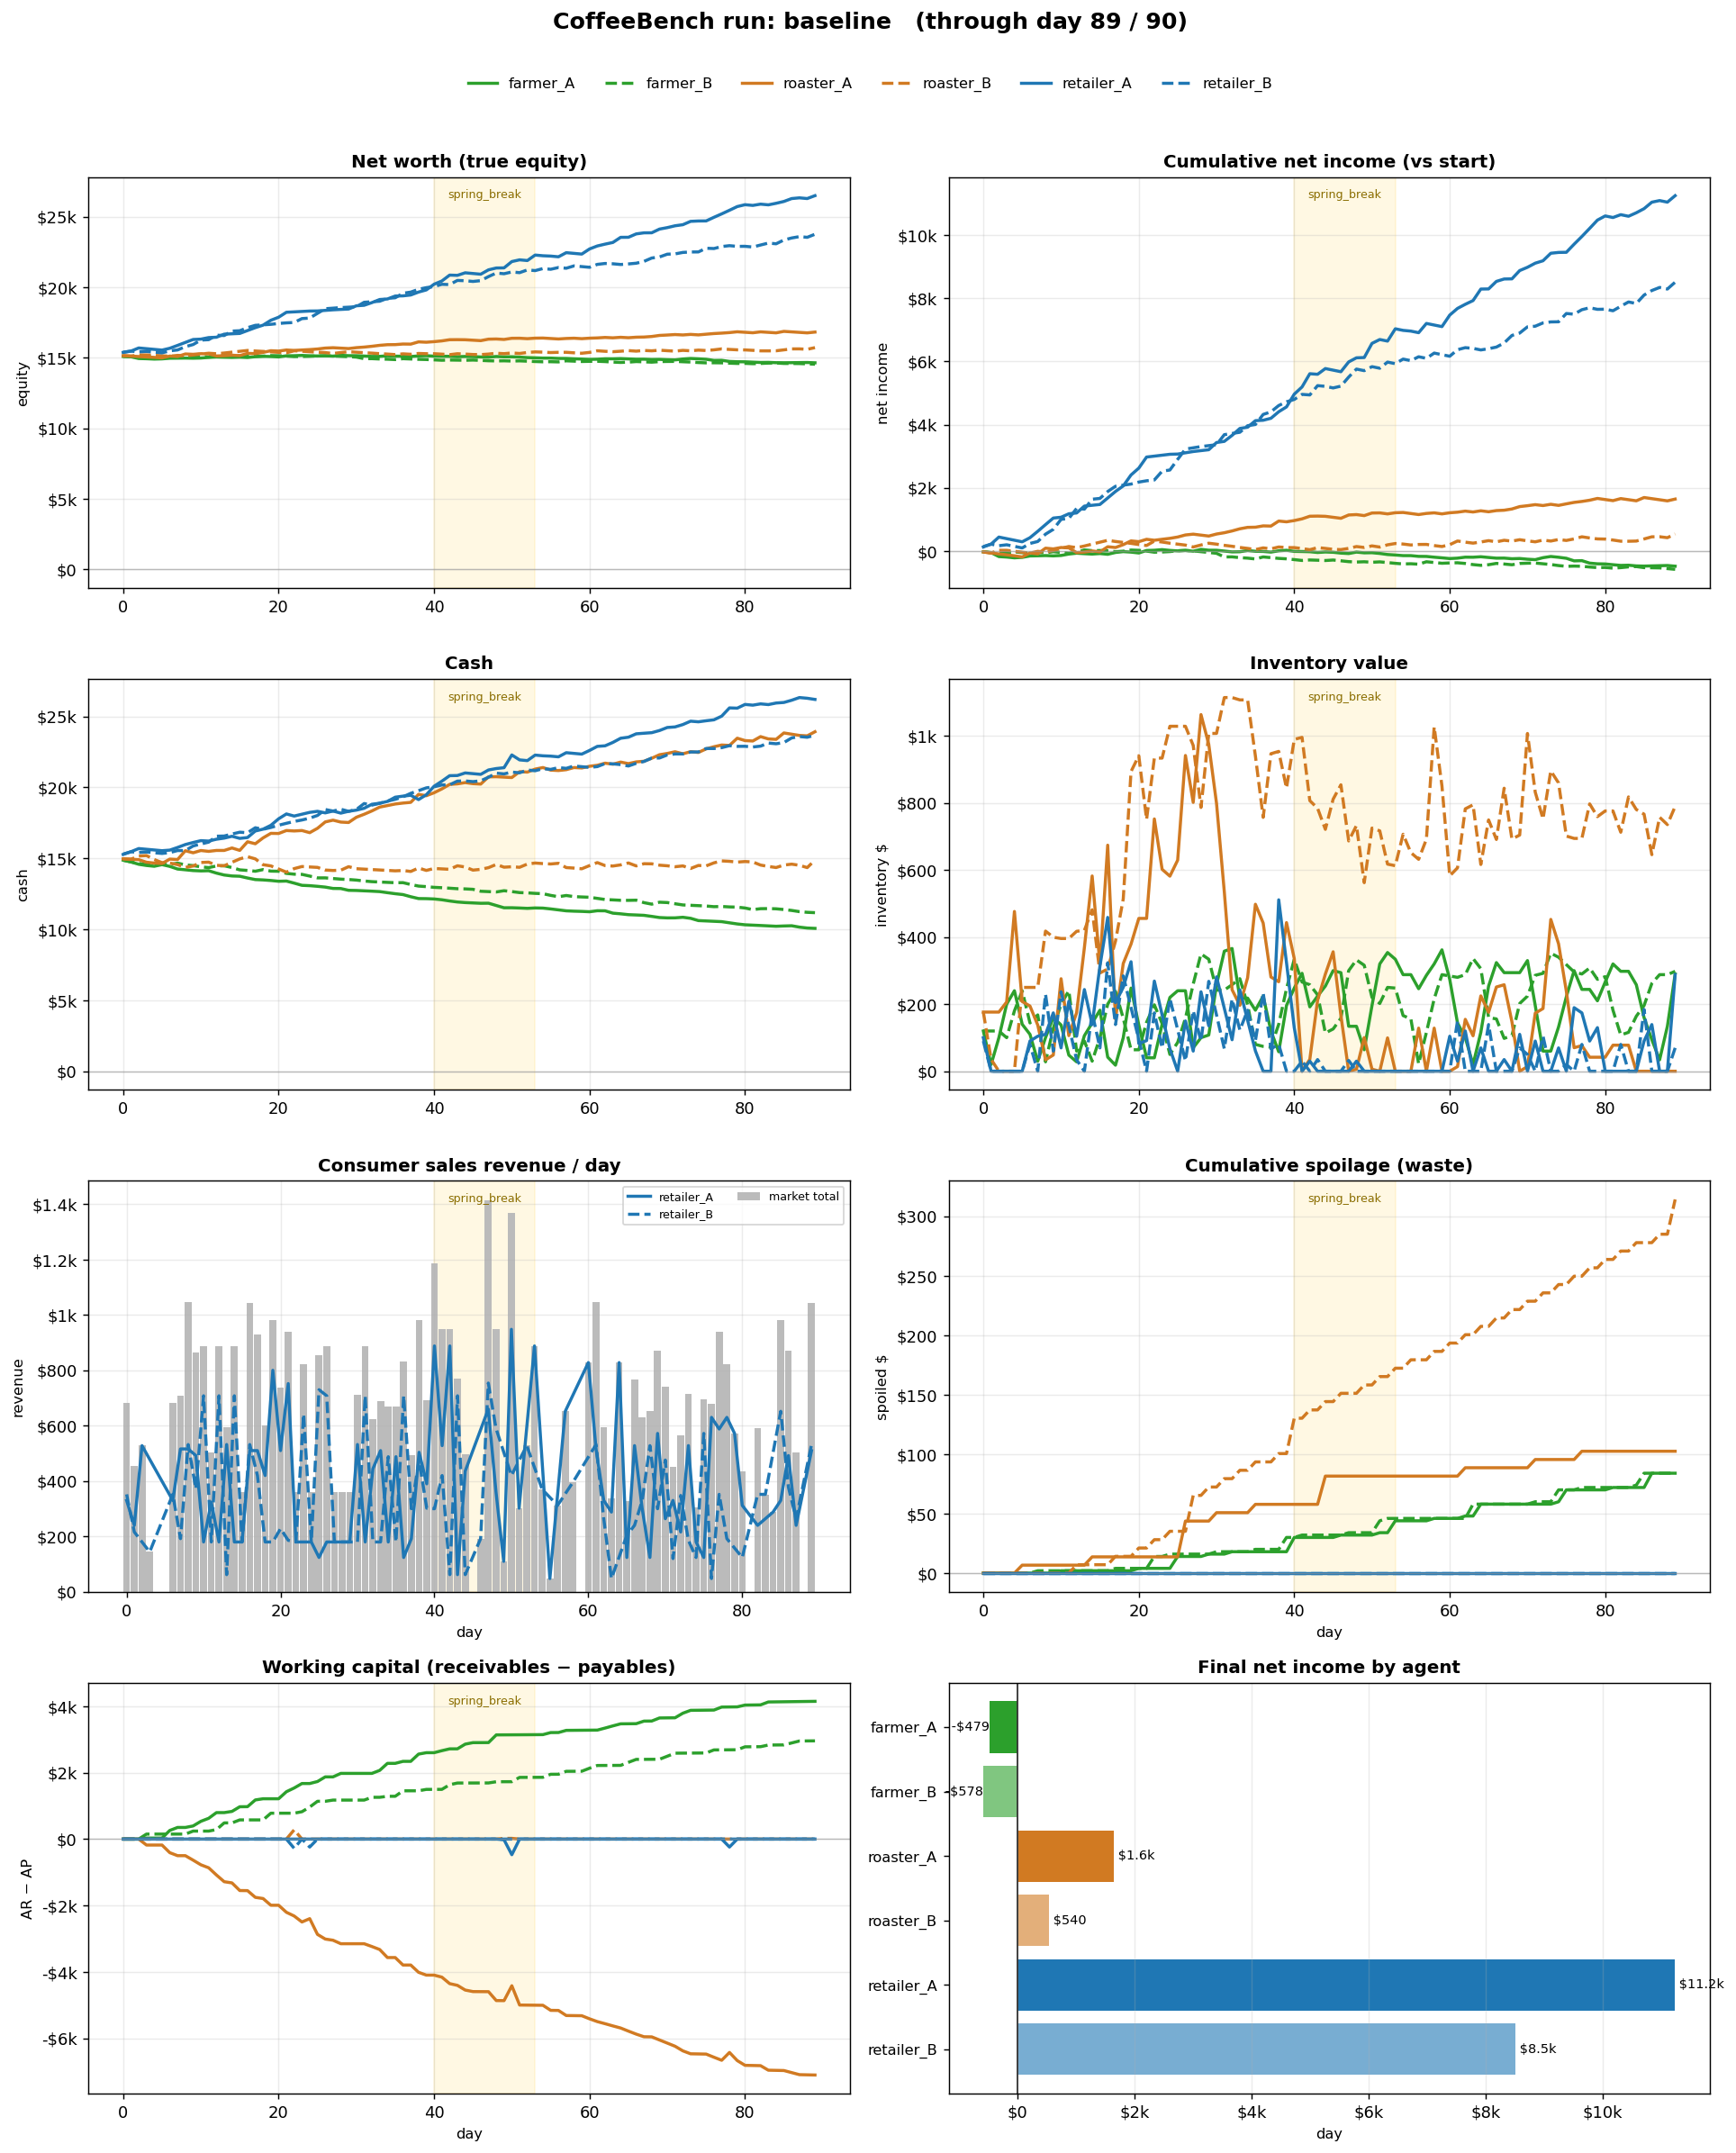 CoffeeBench run: baseline   (through day 89 / 90)
farmer_A farmer_B roaster_A roaster_B retailer_A retailer_B
Net worth (true equity)
spring_break
$25k
$20k
$15k
$10k
$5k
$0
equity
0 20 40 60 80
Cumulative net income (vs start)
spring_break
$10k
$8k
$6k
$4k
$2k
$0
net income
0 20 40 60 80
Cash
spring_break
$25k
$20k
$15k
$10k
$5k
$0
cash
0 20 40 60 80
Inventory value
spring_break
$1k
$800
$600
$400
$200
$0
inventory $
0 20 40 60 80
Consumer sales revenue / day
spring_break
retailer_A market total
retailer_B
$1.4k
$1.2k
$1k
$800
$600
$400
$200
$0
revenue
0 20 40 60 80
day
Cumulative spoilage (waste)
spring_break
$300
$250
$200
$150
$100
$50
$0
spoiled $
0 20 40 60 80
day
Working capital (receivables − payables)
spring_break
$4k
$2k
$0
-$2k
-$4k
-$6k
AR − AP
0 20 40 60 80
day
Final net income by agent
farmer_A -$479
farmer_B -$578
roaster_A $1.6k
roaster_B $540
retailer_A $11.2k
retailer_B $8.5k
$0 $2k $4k $6k $8k $10k
day